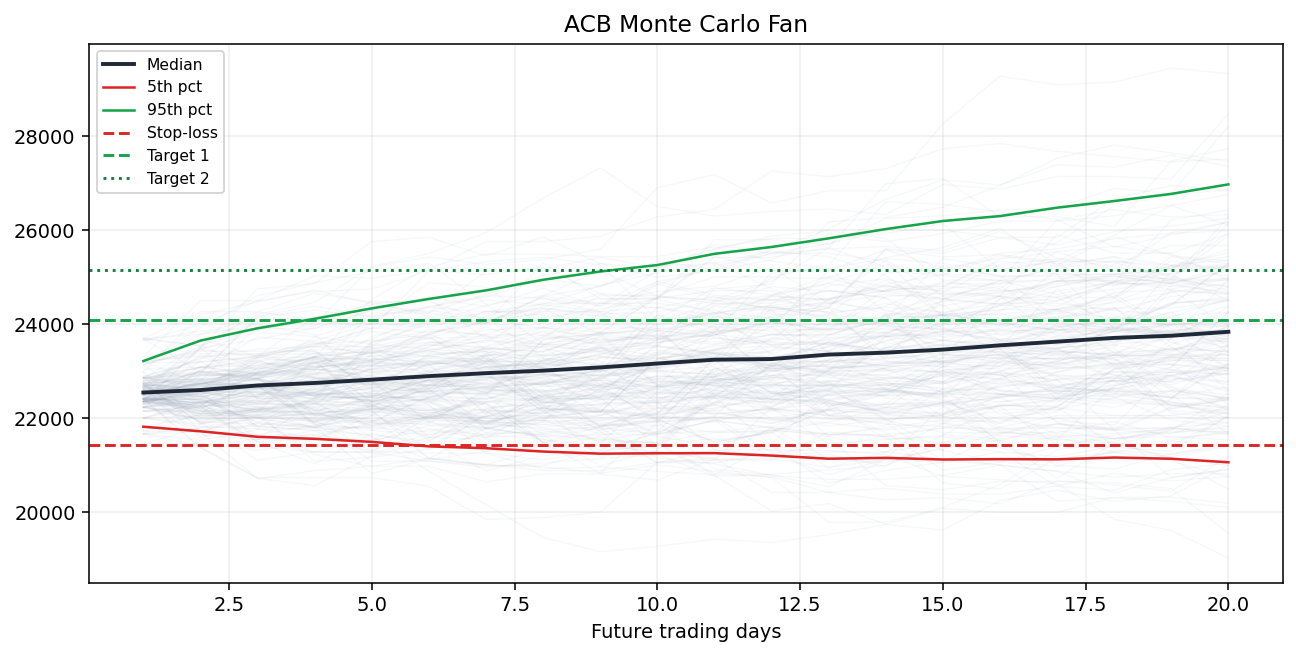 ACB Monte Carlo Fan
Median
5th pct
95th pct
Stop-loss
Target 1
Target 2
28000
26000
24000
22000
20000
2.5 5.0 7.5 10.0 12.5 15.0 17.5 20.0
Future trading days